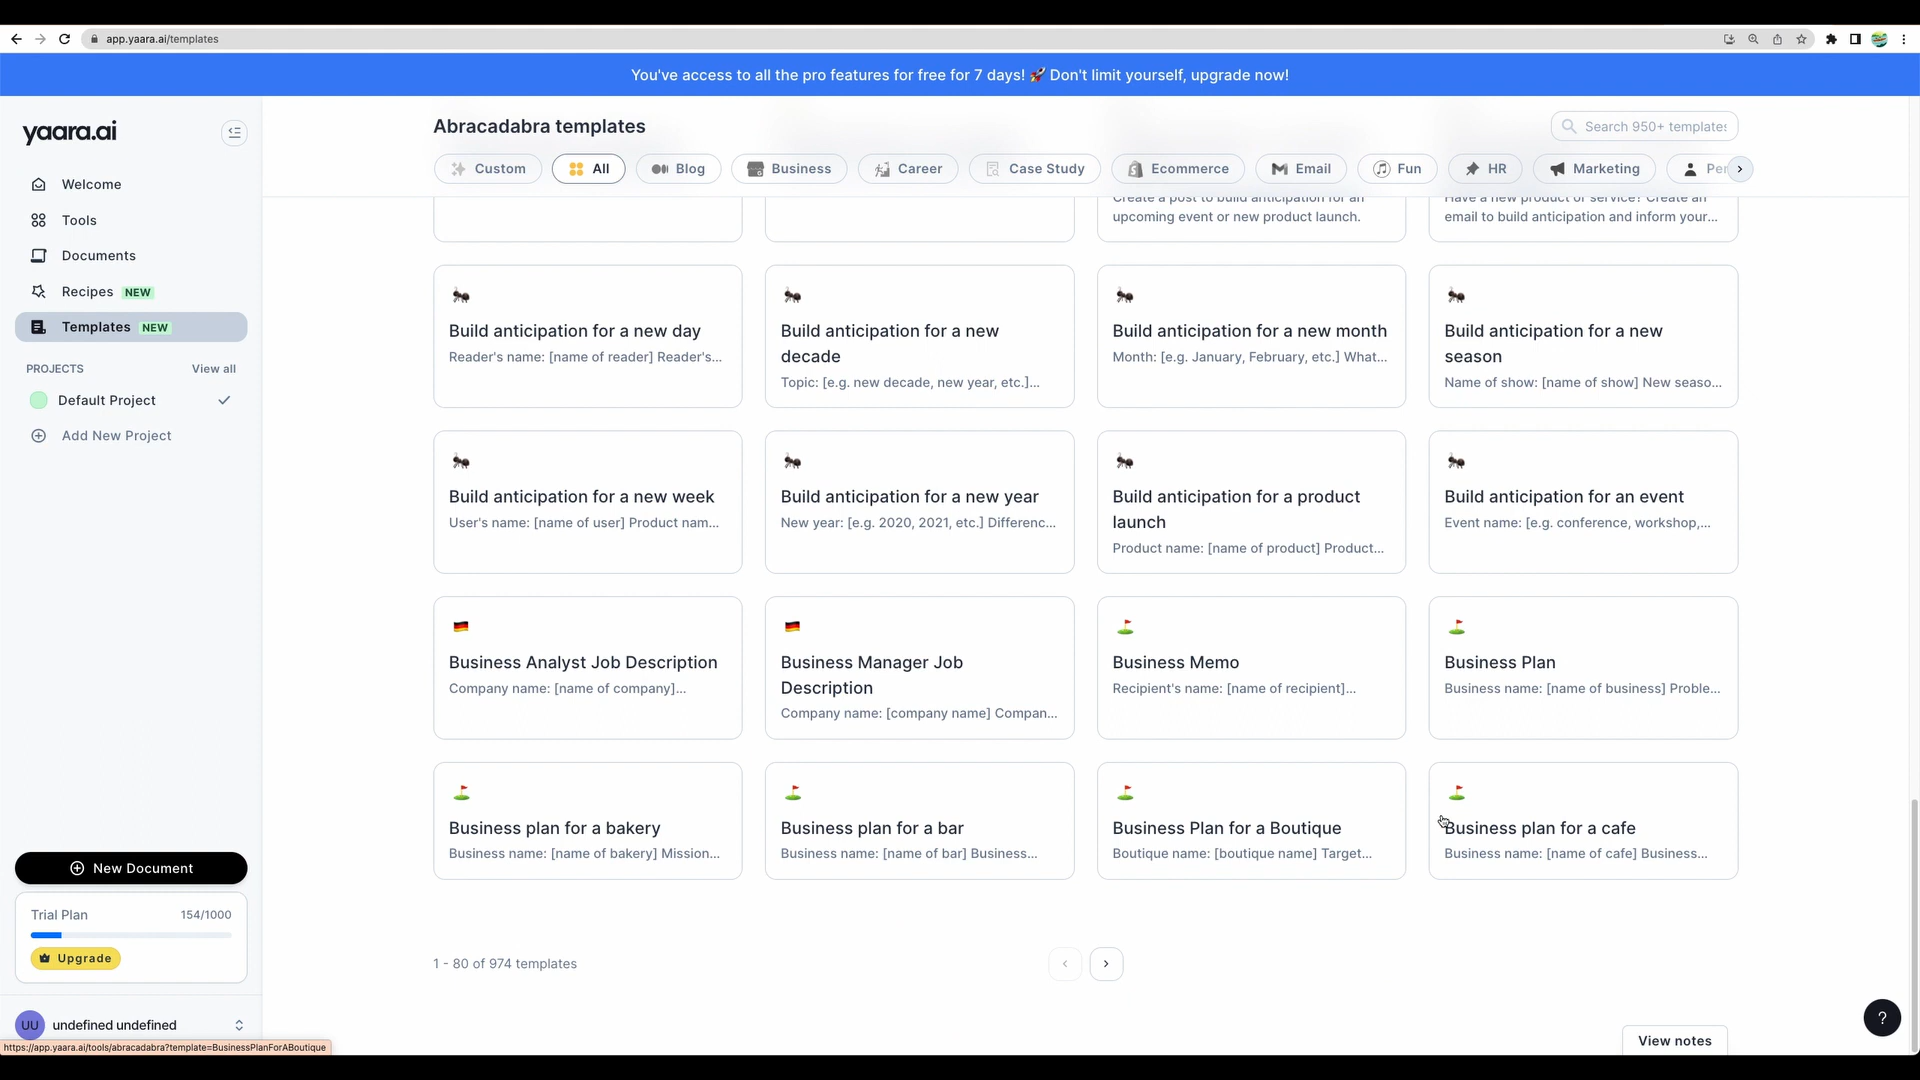 app.yaara.ai/templates
You've access to all the pro features for free for 7 days! 🚀 Don't limit yourself, upgrade now!
yaara.ai
Welcome
Tools
Documents
Recipes NEW
Templates NEW
PROJECTS View all
Default Project
Add New Project
New Document
Trial Plan 154/1000
Upgrade
UU undefined undefined
https://app.yaara.ai/tools/abracadabra?template=BusinessPlanForABoutique
Abracadabra templates
Search 950+ templates
Custom All Blog Business Career Case Study Ecommerce Email Fun HR Marketing
Create a post to build anticipation for an
upcoming event or new product launch.
Have a new product or service? Create an
email to build anticipation and inform your...
Build anticipation for a new day
Reader's name: [name of reader] Reader's...
Build anticipation for a new
decade
Topic: [e.g. new decade, new year, etc.]...
Build anticipation for a new month
Month: [e.g. January, February, etc.] What...
Build anticipation for a new
season
Name of show: [name of show] New seaso...
Build anticipation for a new week
User's name: [name of user] Product nam...
Build anticipation for a new year
New year: [e.g. 2020, 2021, etc.] Differenc...
Build anticipation for a product
launch
Product name: [name of product] Product...
Build anticipation for an event
Event name: [e.g. conference, workshop,...
Business Analyst Job Description
Company name: [name of company]...
Business Manager Job
Description
Company name: [company name] Compan...
Business Memo
Recipient's name: [name of recipient]...
Business Plan
Business name: [name of business] Proble...
Business plan for a bakery
Business name: [name of bakery] Mission...
Business plan for a bar
Business name: [name of bar] Business...
Business Plan for a Boutique
Boutique name: [boutique name] Target...
Business plan for a cafe
Business name: [name of cafe] Business...
1 - 80 of 974 templates
?
View notes